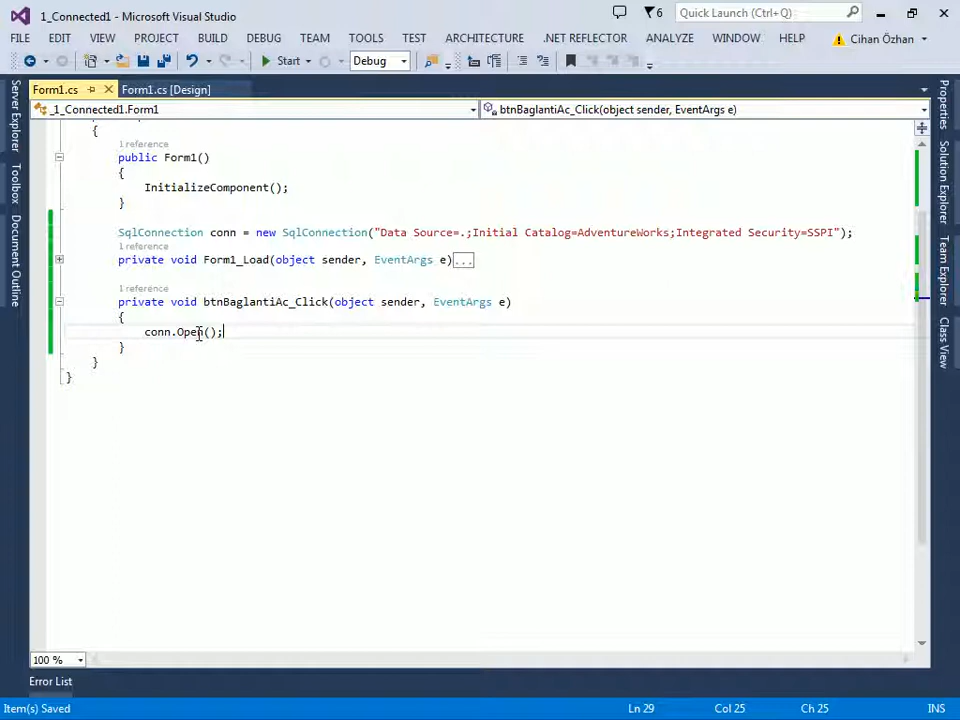 1_Connected1 - Microsoft Visual Studio
6
Quick Launch (Ctrl+Q)
FILE EDIT VIEW PROJECT BUILD DEBUG TEAM TOOLS TEST ARCHITECTURE .NET REFLECTOR ANALYZE WINDOW HELP Cihan Özhan
Start Debug
Form1.cs Form1.cs [Design]
_1_Connected1.Form1 btnBaglantiAc_Click(object sender, EventArgs e)
{
1 reference
public Form1()
{
InitializeComponent();
}
SqlConnection conn = new SqlConnection("Data Source=.;Initial Catalog=AdventureWorks;Integrated Security=SSPI");
1 reference
private void Form1_Load(object sender, EventArgs e)...
1 reference
private void btnBaglantiAc_Click(object sender, EventArgs e)
{
conn.Open();
}
}
}
Server Explorer
Toolbox
Document Outline
Properties
Solution Explorer
Team Explorer
Class View
100 %
Error List
Item(s) Saved Ln 29 Col 25 Ch 25 INS